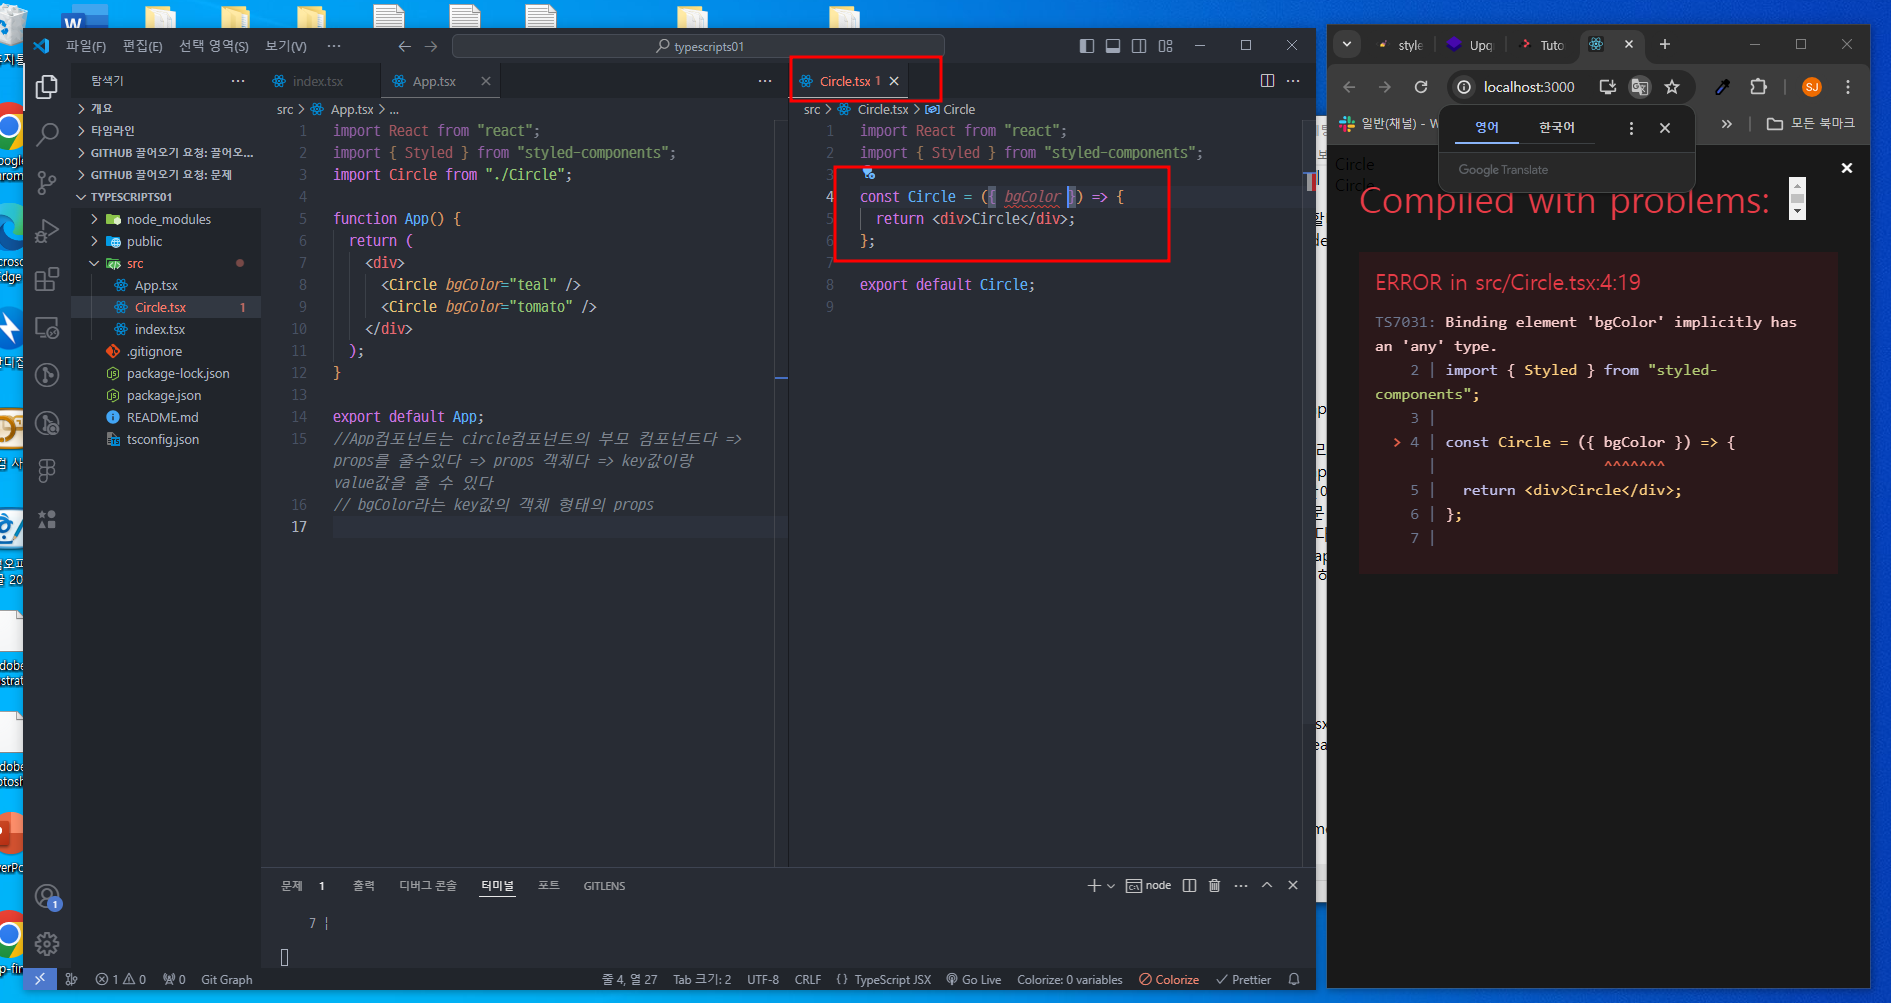 파일(F) 편집(E) 선택 영역(S) 보기(V) ··· typescripts01
탐색기
개요
타임라인
GITHUB 끌어오기 요청: 끌어오...
GITHUB 끌어오기 요청: 문제
TYPESCRIPTS01
node_modules
public
src
App.tsx
Circle.tsx 1
index.tsx
.gitignore
package-lock.json
package.json
README.md
tsconfig.json
index.tsx
App.tsx
src > App.tsx > ...
1 import React from "react";
2 import { Styled } from "styled-components";
3 import Circle from "./Circle";
4
5 function App() {
6 return (
7 <div>
8 <Circle bgColor="teal" />
9 <Circle bgColor="tomato" />
10 </div>
11 );
12 }
13
14 export default App;
15 //App컴포넌트는 circle컴포넌트의 부모 컴포넌트다 =>
props를 줄수있다 => props 객체다 => key값이랑
value값을 줄 수 있다
16 // bgColor라는 key값의 객체 형태의 props
17
Circle.tsx 1
src > Circle.tsx > Circle
1 import React from "react";
2 import { Styled } from "styled-components";
3
4 const Circle = ({ bgColor }) => {
5 return <div>Circle</div>;
6 };
7
8 export default Circle;
9
문제 1 출력 디버그 콘솔 터미널 포트 GITLENS
node
7 |
1
1 0 0 Git Graph
줄 4, 열 27 Tab 크기: 2 UTF-8 CRLF {} TypeScript JSX Go Live Colorize: 0 variables Colorize Prettier
style
Upq
Tuto
localhost:3000
SJ
일반(채널) - W
영어 한국어
Google Translate
모든 북마크
Circle
Circle
Compiled with problems:
ERROR in src/Circle.tsx:4:19
TS7031: Binding element 'bgColor' implicitly has
an 'any' type.
2 | import { Styled } from "styled-
components";
3 |
> 4 | const Circle = ({ bgColor }) => {
| ^^^^^^^
5 | return <div>Circle</div>;
6 | };
7 |